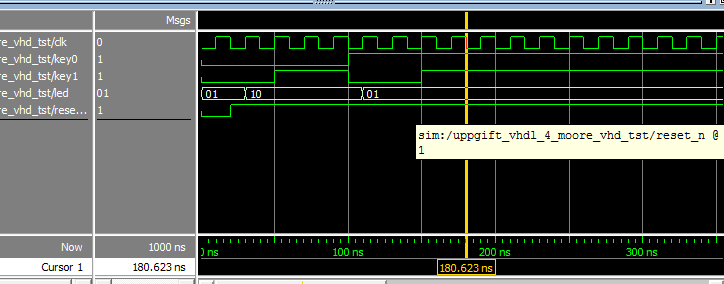 Msgs
re_vhd_tst/clk 0
re_vhd_tst/key0 1
re_vhd_tst/key1 1
re_vhd_tst/led 01 01 10 01
re_vhd_tst/rese... 1
sim:/uppgift_vhdl_4_moore_vhd_tst/reset_n @
1
Now 1000 ns ns 100 ns 200 ns 300 ns
Cursor 1 180.623 ns 180.623 ns